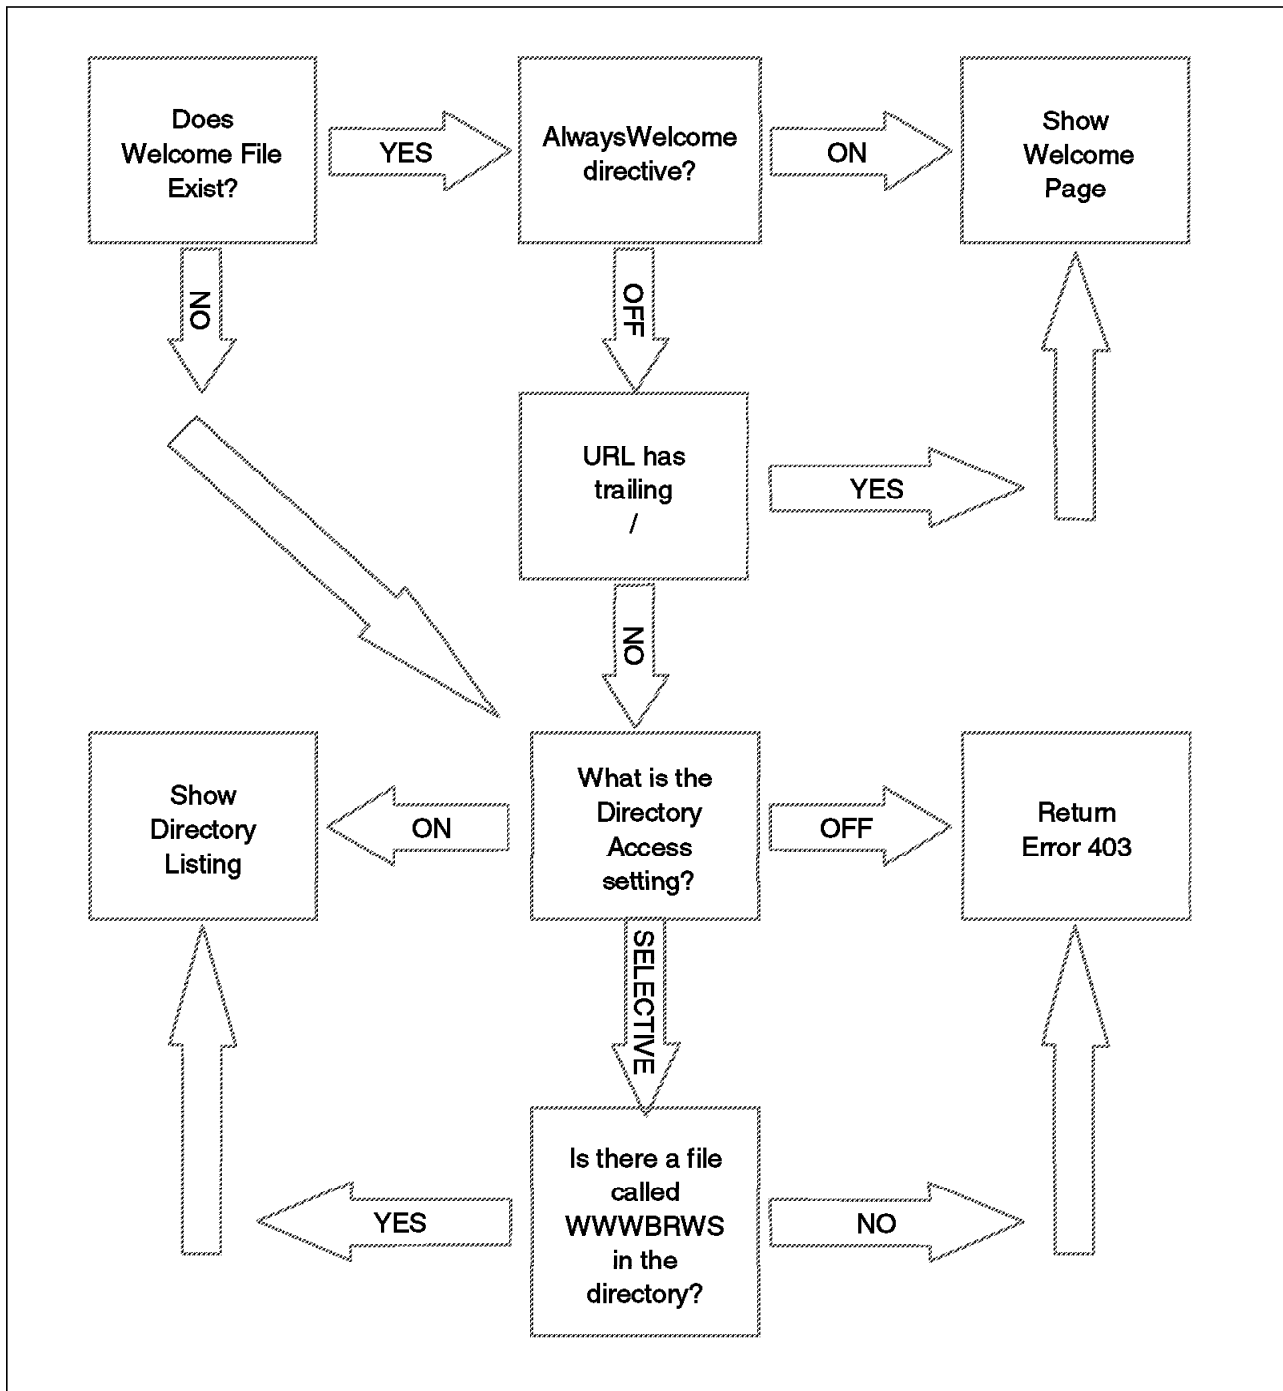 Does
Welcome File
Exist?
YES
AlwaysWelcome
directive?
ON
Show
Welcome
Page
NO
OFF
URL has
trailing
/
YES
NO
Show
Directory
Listing
ON
What is the
Directory
Access
setting?
OFF
Return
Error 403
SELECTIVE
YES
Is there a file
called
WWWBRWS
in the
directory?
NO